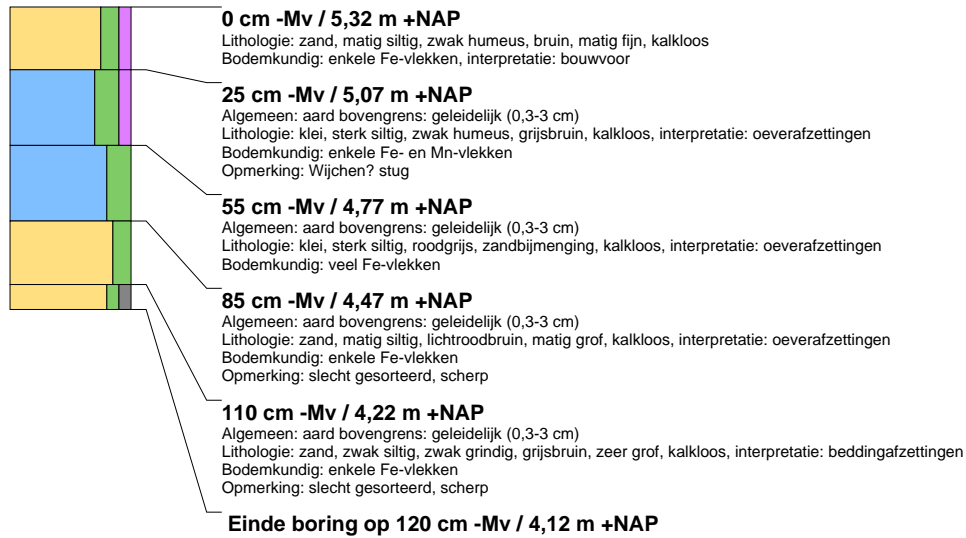 0 cm -Mv / 5,32 m +NAP
Lithologie: zand, matig siltig, zwak humeus, bruin, matig fijn, kalkloos
Bodemkundig: enkele Fe-vlekken, interpretatie: bouwvoor
25 cm -Mv / 5,07 m +NAP
Algemeen: aard bovengrens: geleidelijk (0,3-3 cm)
Lithologie: klei, sterk siltig, zwak humeus, grijsbruin, kalkloos, interpretatie: oeverafzettingen
Bodemkundig: enkele Fe- en Mn-vlekken
Opmerking: Wijchen? stug
55 cm -Mv / 4,77 m +NAP
Algemeen: aard bovengrens: geleidelijk (0,3-3 cm)
Lithologie: klei, sterk siltig, roodgrijs, zandbijmenging, kalkloos, interpretatie: oeverafzettingen
Bodemkundig: veel Fe-vlekken
85 cm -Mv / 4,47 m +NAP
Algemeen: aard bovengrens: geleidelijk (0,3-3 cm)
Lithologie: zand, matig siltig, lichtroodbruin, matig grof, kalkloos, interpretatie: oeverafzettingen
Bodemkundig: enkele Fe-vlekken
Opmerking: slecht gesorteerd, scherp
110 cm -Mv / 4,22 m +NAP
Algemeen: aard bovengrens: geleidelijk (0,3-3 cm)
Lithologie: zand, zwak siltig, zwak grindig, grijsbruin, zeer grof, kalkloos, interpretatie: beddingafzettingen
Bodemkundig: enkele Fe-vlekken
Opmerking: slecht gesorteerd, scherp
Einde boring op 120 cm -Mv / 4,12 m +NAP